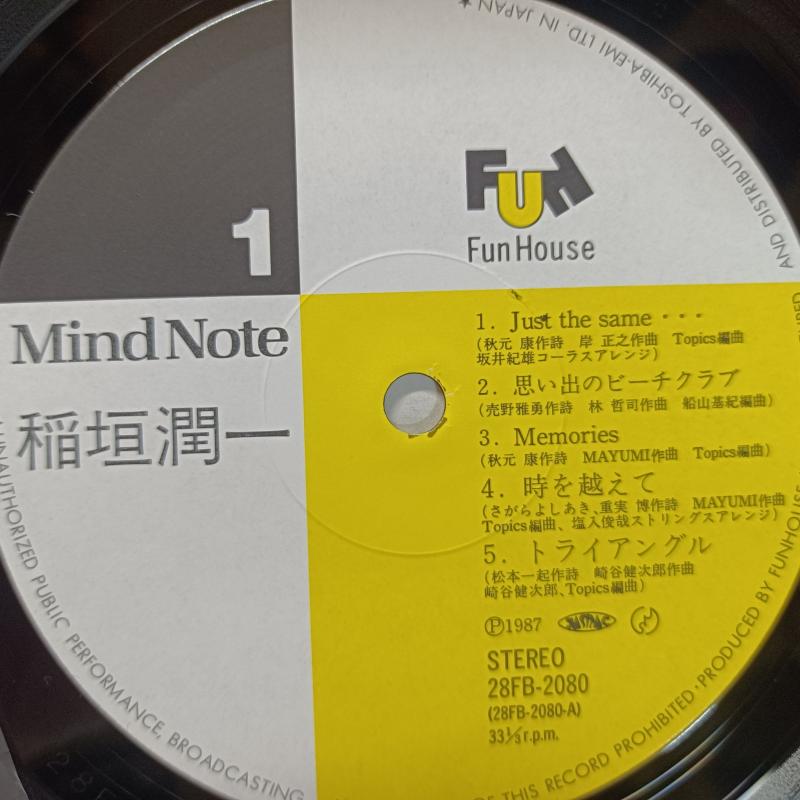 1
Fun
Fun House
Mind Note
稲垣潤一
1. Just the same・・・
(秋元 康作詩 岸 正之作曲 Topics編曲
坂井紀雄コーラスアレンジ)
2. 思い出のビーチクラブ
(売野雅勇作詩 林 哲司作曲 船山基紀編曲)
3. Memories
(秋元 康作詩 MAYUMI作曲 Topics編曲)
4. 時を越えて
(さがらよしあき、重実 博作詩 MAYUMI作曲
Topics編曲、塩入俊哉ストリングスアレンジ)
5. トライアングル
(松本一起作詩 崎谷健次郎作曲
崎谷健次郎、Topics編曲)
Ⓟ1987
STEREO
28FB-2080
(28FB-2080-A)
33⅓r.p.m.
UNAUTHORIZED PUBLIC PERFORMANCE, BROADCASTING
OF THIS RECORD PROHIBITED・PRODUCED BY FUNHOUSE
AND DISTRIBUTED BY TOSHIBA-EMI LTD. IN JAPAN ★